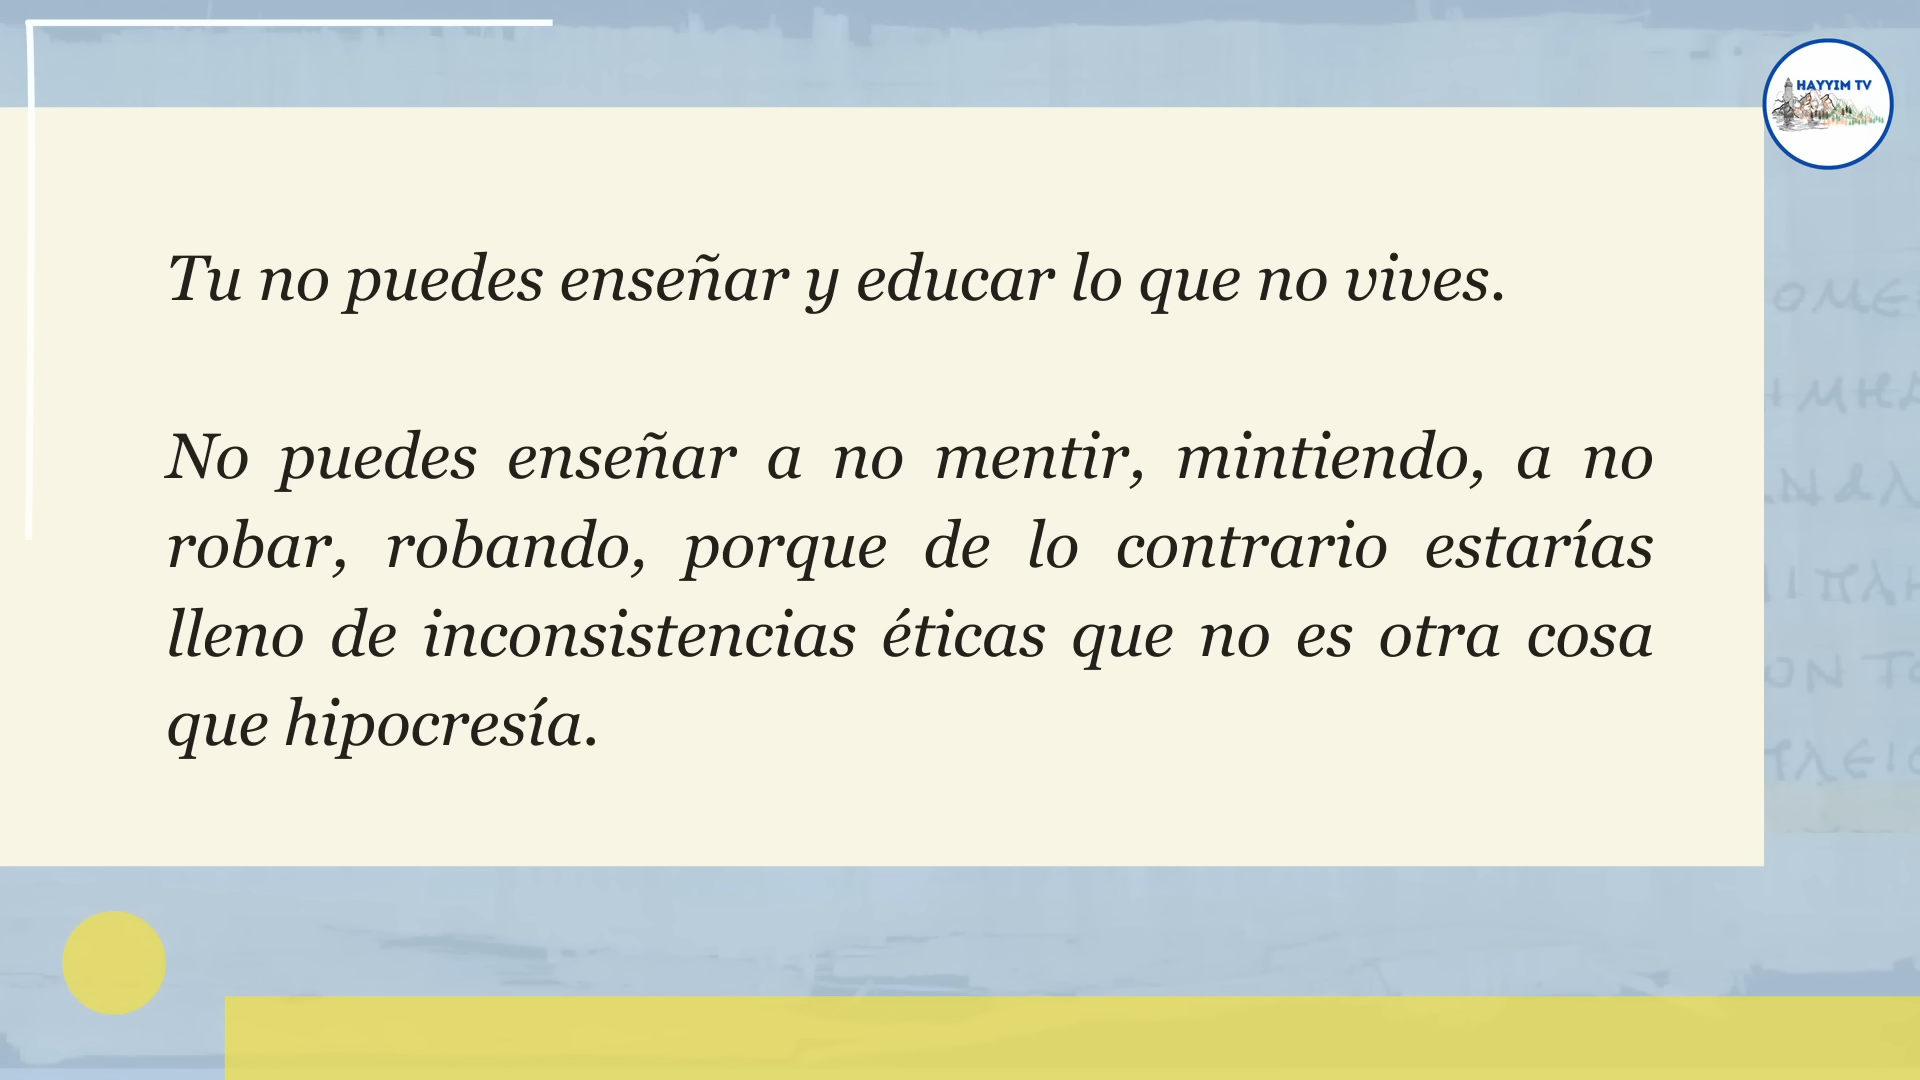 HAYYIM TV
Tu no puedes enseñar y educar lo que no vives.
No puedes enseñar a no mentir, mintiendo, a no
robar, robando, porque de lo contrario estarías
lleno de inconsistencias éticas que no es otra cosa
que hipocresía.